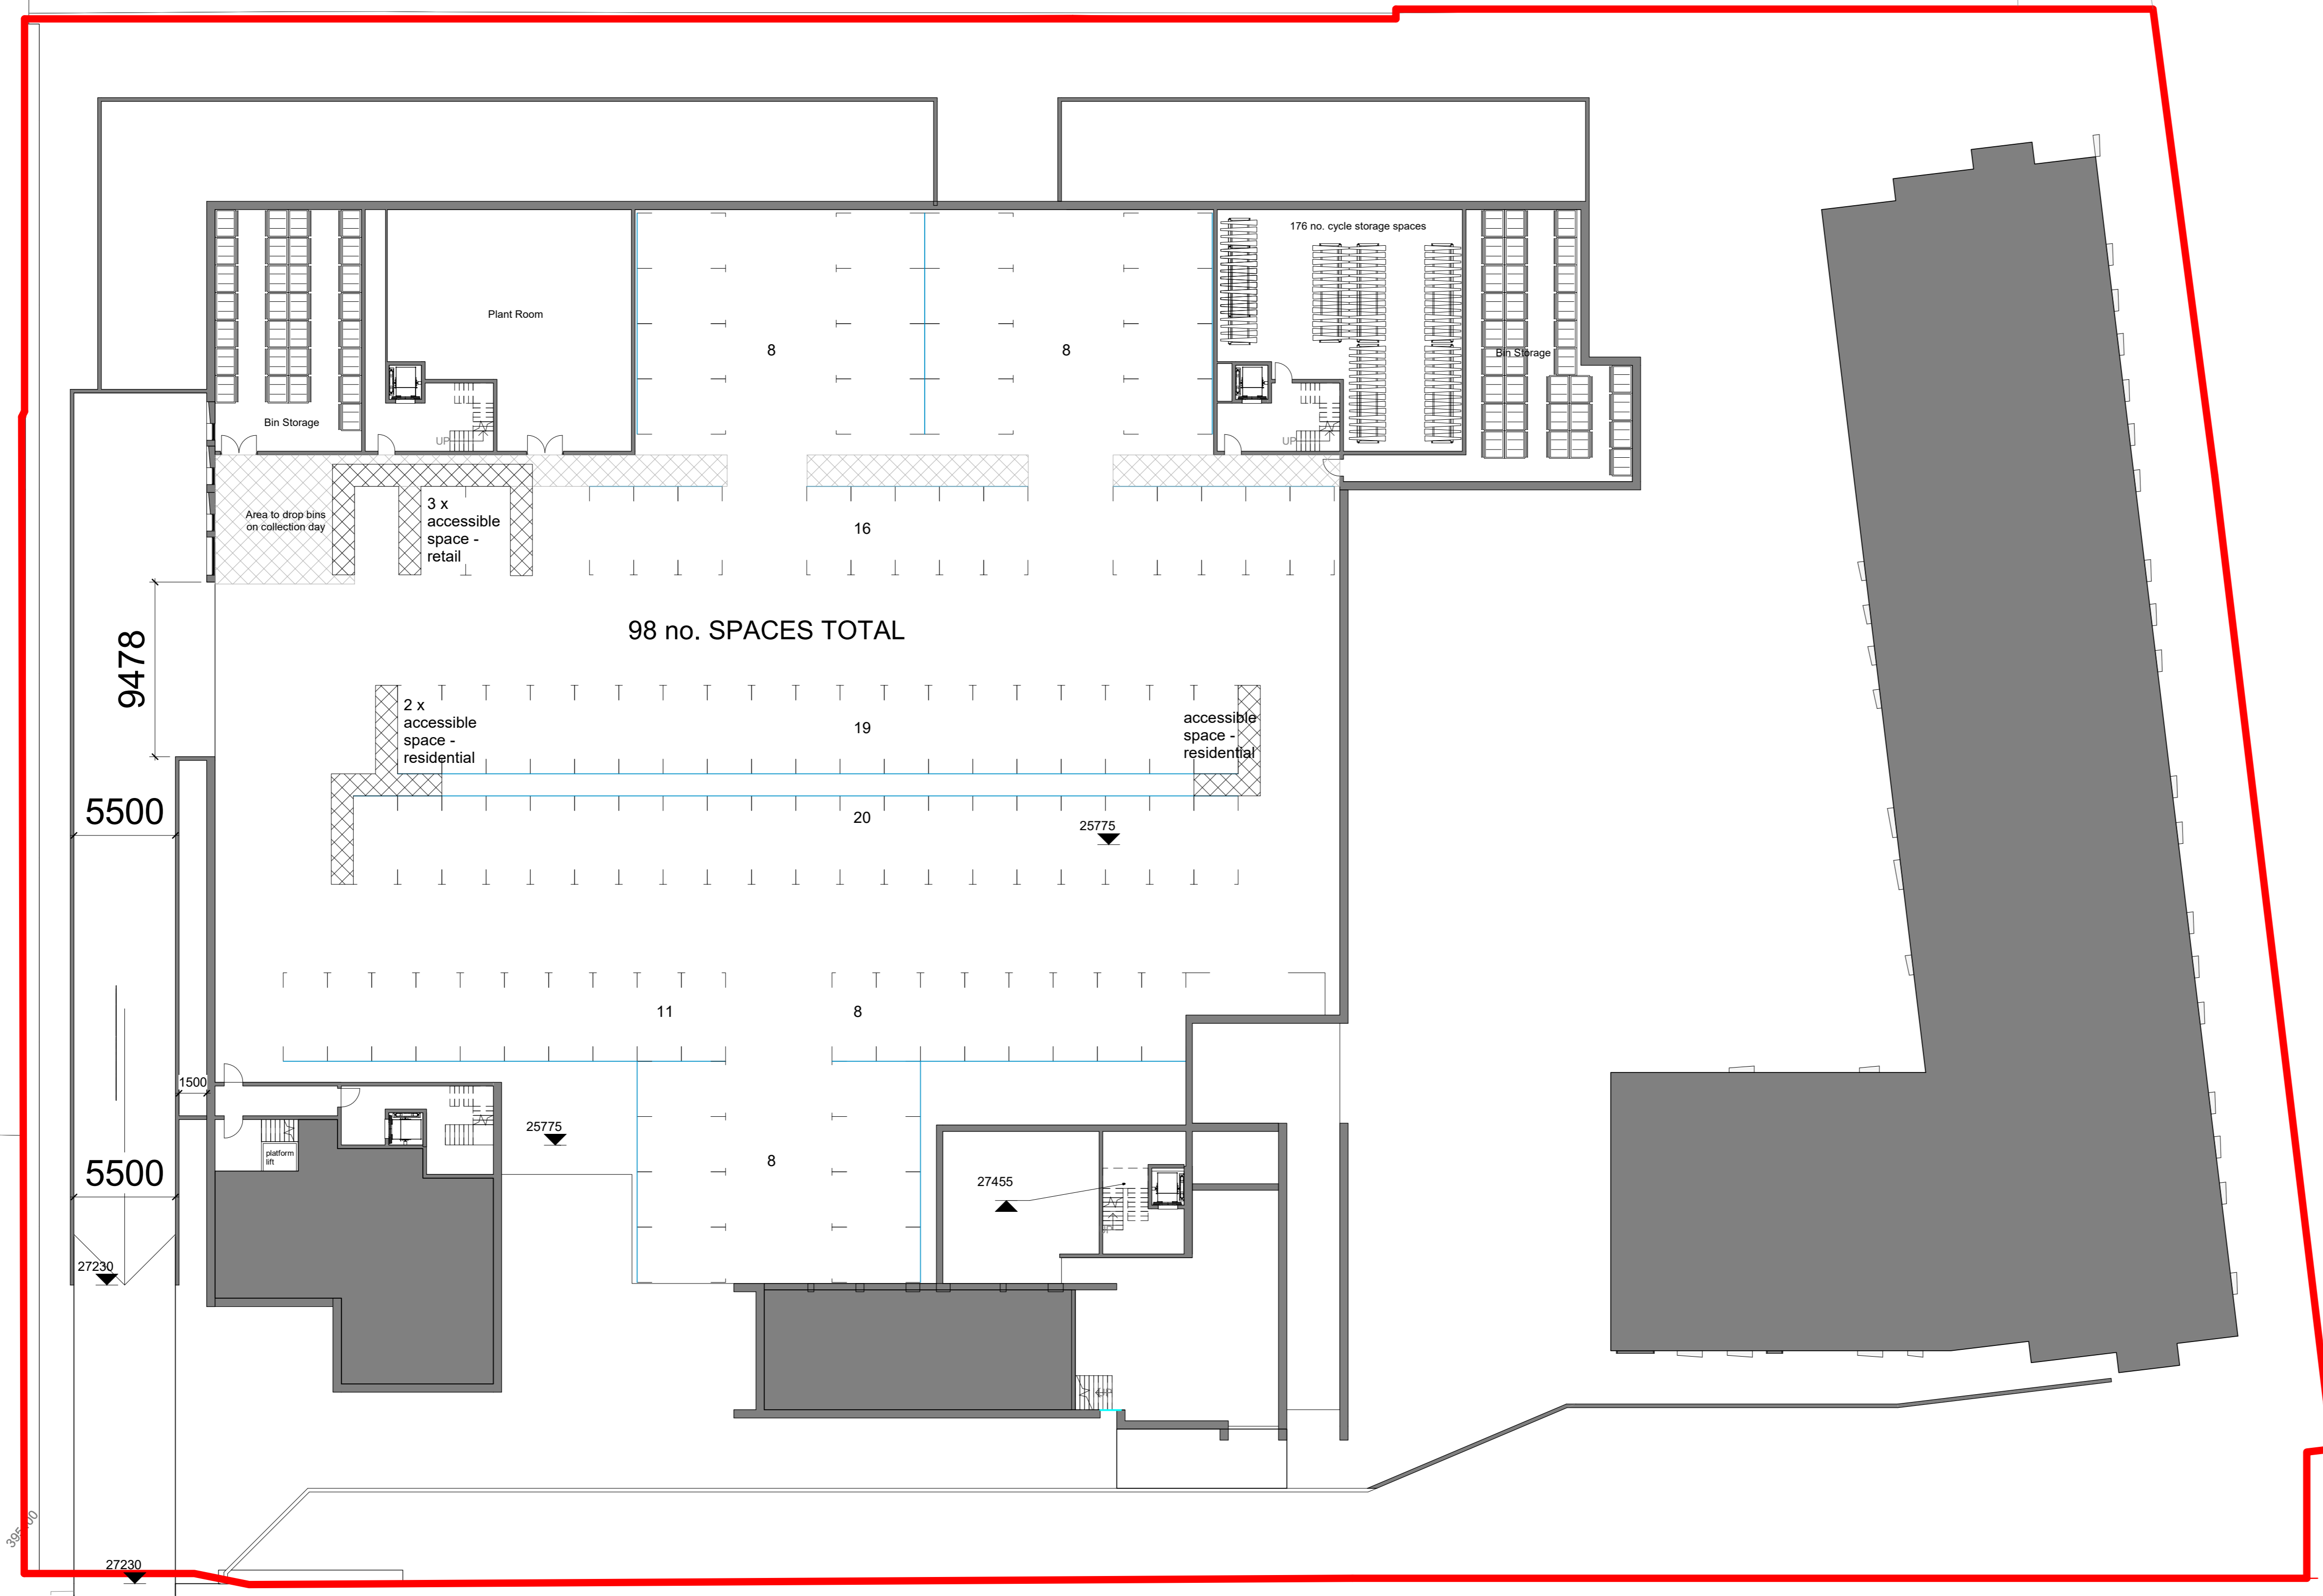 176 no. cycle storage spaces
Plant Room
8
8
Bin Storage
Bin Storage
UP
UP
3 x
accessible
space -
retail
Area to drop bins
on collection day
16
98 no. SPACES TOTAL
9478
2 x
accessible
space -
residential
19
accessible
space -
residential
5500
20
25775
11
8
1500
25775
platform
lift
5500
8
27455
UP
27230
UP
27230